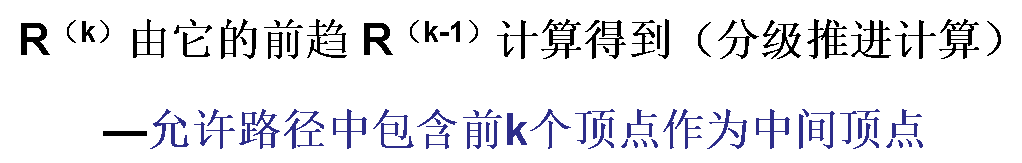 R（k）由它的前趋R（k-1）计算得到（分级推进计算）
—允许路径中包含前k个顶点作为中间顶点